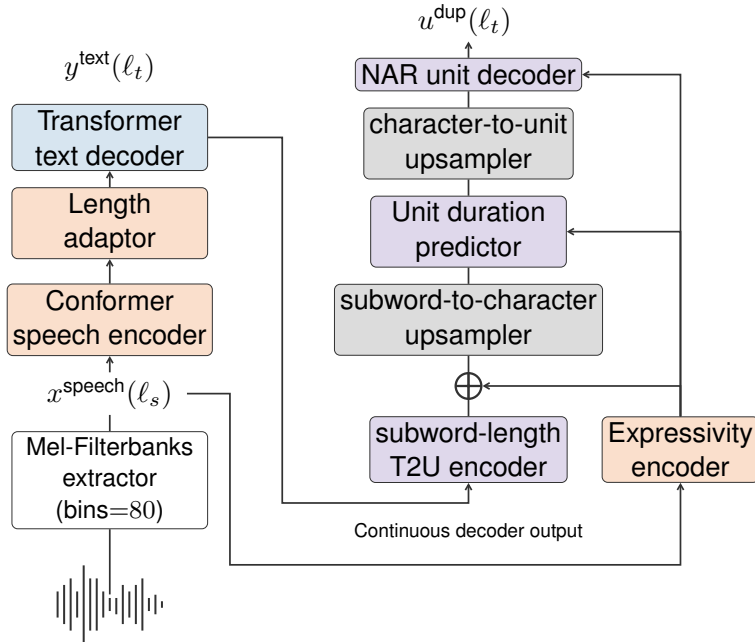 y^text(ℓ_t)
Transformer
text decoder
Length
adaptor
Conformer
speech encoder
x^speech(ℓ_s)
Mel-Filterbanks
extractor
(bins=80)
u^dup(ℓ_t)
NAR unit decoder
character-to-unit
upsampler
Unit duration
predictor
subword-to-character
upsampler
subword-length
T2U encoder
Expressivity
encoder
Continuous decoder output